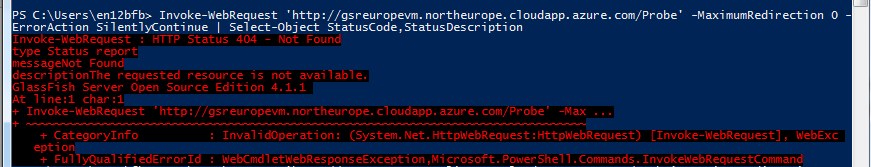 PS C:\Users\en12bfb> Invoke-WebRequest 'http://gsreuropevm.northeurope.cloudapp.azure.com/Probe' -MaximumRedirection 0 -
ErrorAction SilentlyContinue | Select-Object StatusCode,StatusDescription
Invoke-WebRequest : HTTP Status 404 - Not Found
type Status report
messageNot Found
descriptionThe requested resource is not available.
GlassFish Server Open Source Edition 4.1.1
At line:1 char:1
+ Invoke-WebRequest 'http://gsreuropevm.northeurope.cloudapp.azure.com/Probe' -Max ...
+ ~~~~~~~~~~~~~~~~~~~~~~~~~~~~~~~~~~~~~~~~~~~~~~~~~~~~~~~~~~~~~~~~~~~~~~~~~~~~~~~~
    + CategoryInfo          : InvalidOperation: (System.Net.HttpWebRequest:HttpWebRequest) [Invoke-WebRequest], WebExc
   eption
    + FullyQualifiedErrorId : WebCmdletWebResponseException,Microsoft.PowerShell.Commands.InvokeWebRequestCommand